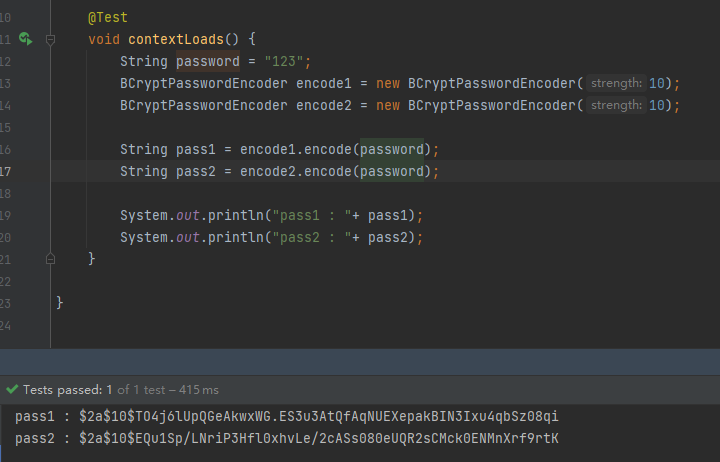 10 @Test
11 void contextLoads() {
12 String password = "123";
13 BCryptPasswordEncoder encode1 = new BCryptPasswordEncoder( strength: 10);
14 BCryptPasswordEncoder encode2 = new BCryptPasswordEncoder( strength: 10);
15
16 String pass1 = encode1.encode(password);
17 String pass2 = encode2.encode(password);
18
19 System.out.println("pass1 : "+ pass1);
20 System.out.println("pass2 : "+ pass2);
21 }
22
23 }
24
Tests passed: 1 of 1 test – 415 ms
pass1 : $2a$10$TO4j6lUpQGeAkwxWG.ES3u3AtQfAqNUEXepakBIN3Ixu4qbSz08qi
pass2 : $2a$10$EQu1Sp/LNriP3Hfl0xhvLe/2cASs080eUQR2sCMck0ENMnXrf9rtK